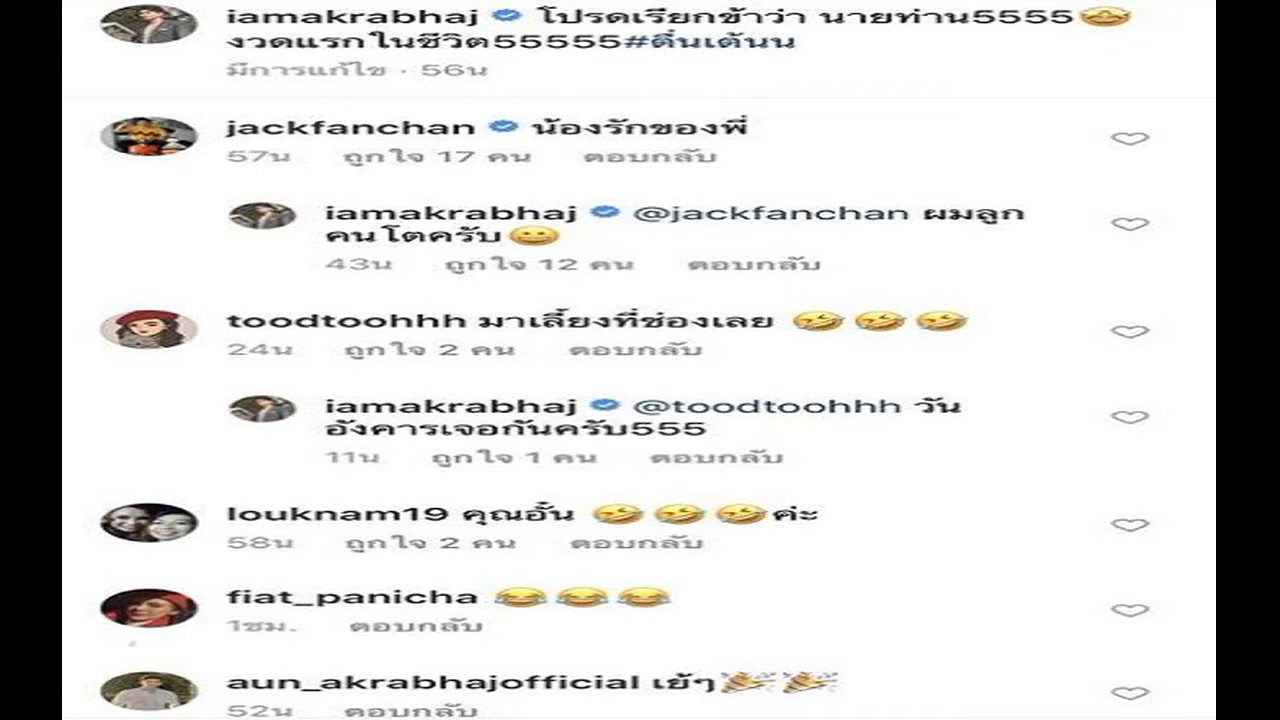 iamakrabhaj โปรดเรียกข้าว่า นายท่าน5555🤩
งวดแรกในชีวิต55555#ตื่นเต้นน
มีการแก้ไข · 56น
jackfanchan น้องรักของพี่
57น ถูกใจ 17 คน ตอบกลับ
iamakrabhaj @jackfanchan ผมลูก
คนโตครับ😀
43น ถูกใจ 12 คน ตอบกลับ
toodtoohhh มาเลี้ยงที่ช่องเลย 🤣🤣🤣
24น ถูกใจ 2 คน ตอบกลับ
iamakrabhaj @toodtoohhh วัน
อังคารเจอกันครับ555
11น ถูกใจ 1 คน ตอบกลับ
louknam19 คุณอั๋น 🤣🤣🤣ค่ะ
58น ถูกใจ 2 คน ตอบกลับ
fiat_panicha 😂😂😂
1ชม. ตอบกลับ
aun_akrabhajofficial เย้ๆ🎉🎉
52น ตอบกลับ